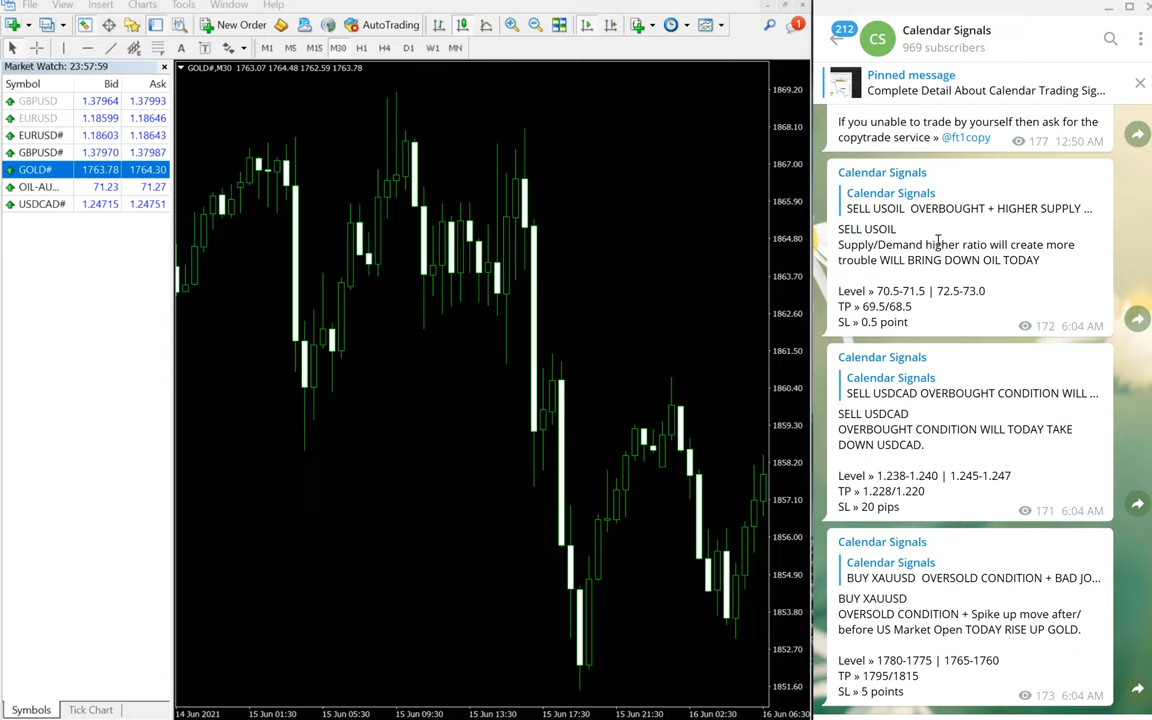 File View Insert Charts Tools Window Help
New Order AutoTrading
A T M1 M5 M15 M30 H1 H4 D1 W1 MN
1
Market Watch: 23:57:59
Symbol Bid Ask
GBPUSD 1.37964 1.37993
EURUSD 1.18599 1.18646
EURUSD# 1.18603 1.18643
GBPUSD# 1.37970 1.37987
GOLD# 1763.78 1764.30
OIL-AU... 71.23 71.27
USDCAD# 1.24715 1.24751
Symbols Tick Chart
GOLD#,M30 1763.07 1764.48 1762.59 1763.78
1869.20
1868.10
1867.00
1865.90
1864.80
1863.70
1862.60
1861.50
1860.40
1859.30
1858.20
1857.10
1856.00
1854.90
1853.80
1852.70
1851.60
14 Jun 2021 15 Jun 01:30 15 Jun 05:30 15 Jun 09:30 15 Jun 13:30 15 Jun 17:30 15 Jun 21:30 16 Jun 02:30 16 Jun 06:30
212
CS
Calendar Signals
969 subscribers
Pinned message
Complete Detail About Calendar Trading Sig...
If you unable to trade by yourself then ask for the
copytrade service » @ft1copy
177 12:50 AM
Calendar Signals
Calendar Signals
SELL USOIL OVERBOUGHT + HIGHER SUPPLY ...
SELL USOIL
Supply/Demand higher ratio will create more
trouble WILL BRING DOWN OIL TODAY
Level » 70.5-71.5 | 72.5-73.0
TP » 69.5/68.5
SL » 0.5 point
172 6:04 AM
Calendar Signals
Calendar Signals
SELL USDCAD OVERBOUGHT CONDITION WILL ...
SELL USDCAD
OVERBOUGHT CONDITION WILL TODAY TAKE
DOWN USDCAD.
Level » 1.238-1.240 | 1.245-1.247
TP » 1.228/1.220
SL » 20 pips
171 6:04 AM
Calendar Signals
Calendar Signals
BUY XAUUSD OVERSOLD CONDITION + BAD JO...
BUY XAUUSD
OVERSOLD CONDITION + Spike up move after/
before US Market Open TODAY RISE UP GOLD.
Level » 1780-1775 | 1765-1760
TP » 1795/1815
SL » 5 points
173 6:04 AM